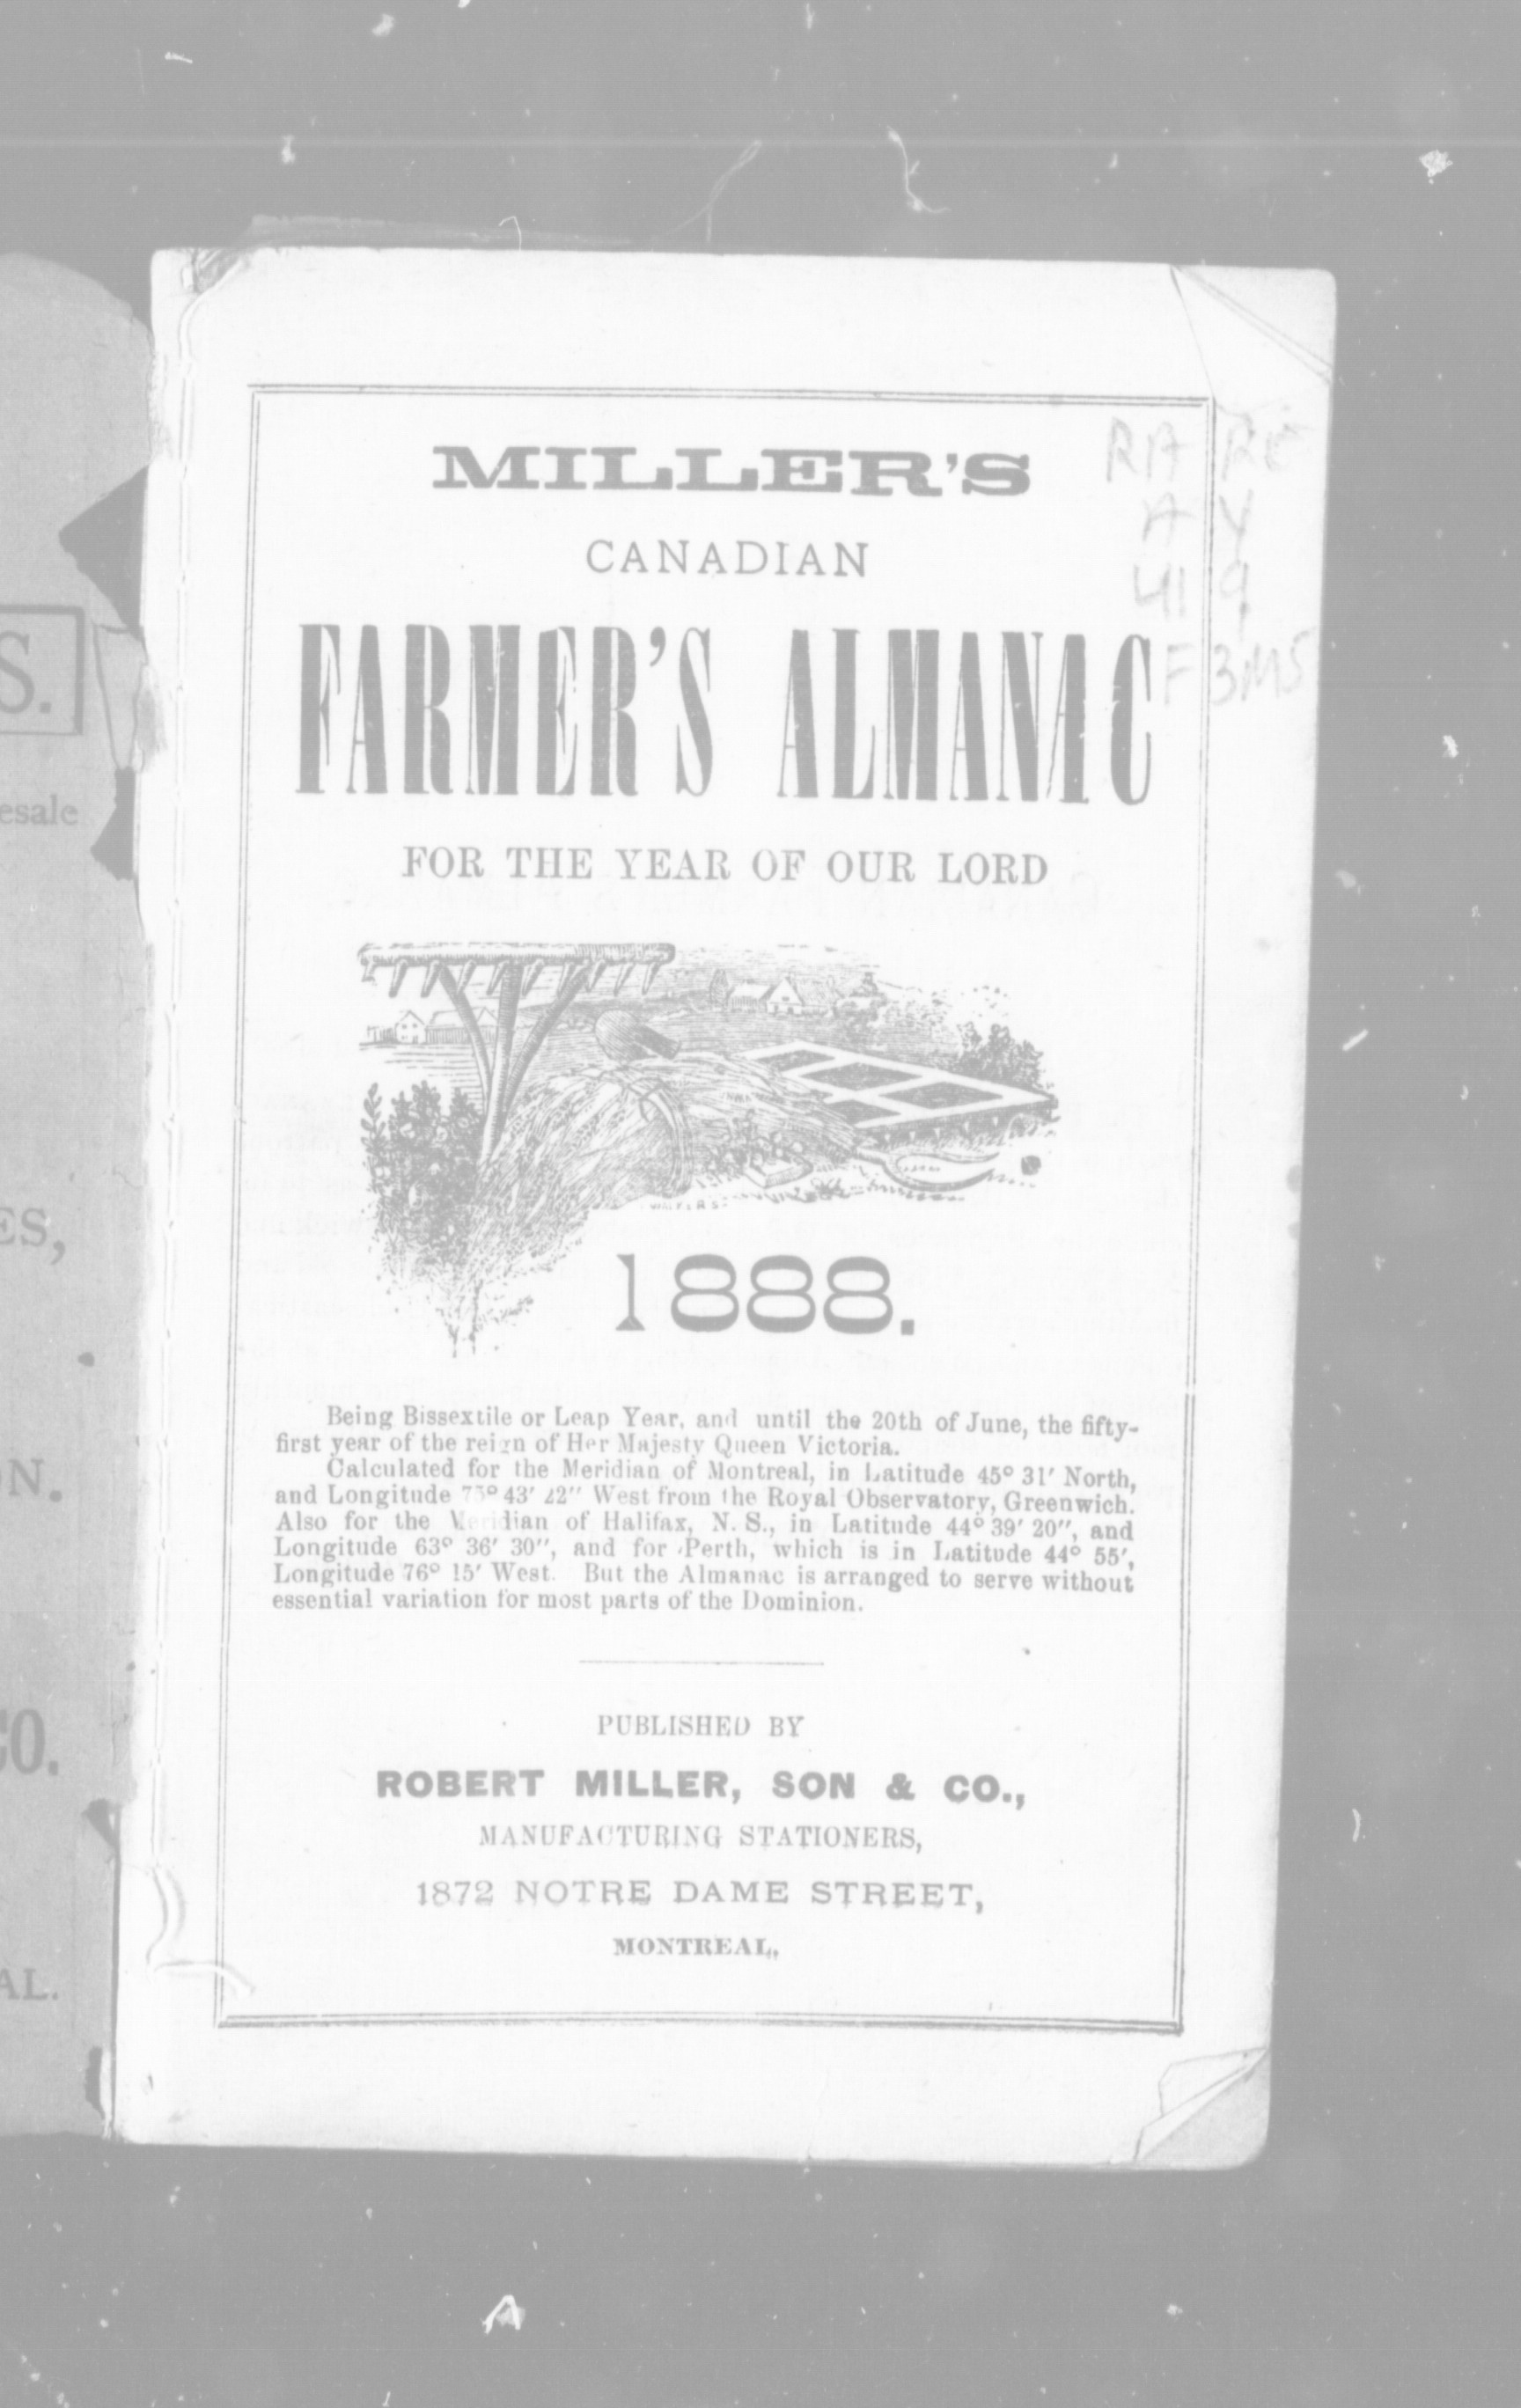 MILLER'S
CANADIAN
FARMER'S ALMANAC
FOR THE YEAR OF OUR LORD
1888.
Being Bissextile or Leap Year, and until the 20th of June, the fifty-
first year of the reign of Her Majesty Queen Victoria.
Calculated for the Meridian of Montreal, in Latitude 45° 31′ North,
and Longitude 43′ 22″ West from the Royal Observatory, Greenwich.
Also for the Meridian of Halifax, N. S., in Latitude 44° 39′ 20″, and
Longitude 63° 36′ 30″, and for Perth, which is in Latitude 44° 55′,
Longitude 76° 15′ West. But the Almanac is arranged to serve without
essential variation for most parts of the Dominion.
PUBLISHED BY
ROBERT MILLER, SON & CO.,
MANUFACTURING STATIONERS,
1872 NOTRE DAME STREET,
MONTREAL.
RARE
AY
419
F3M5
S.
esale
ES,
ON.
CO.
AL.